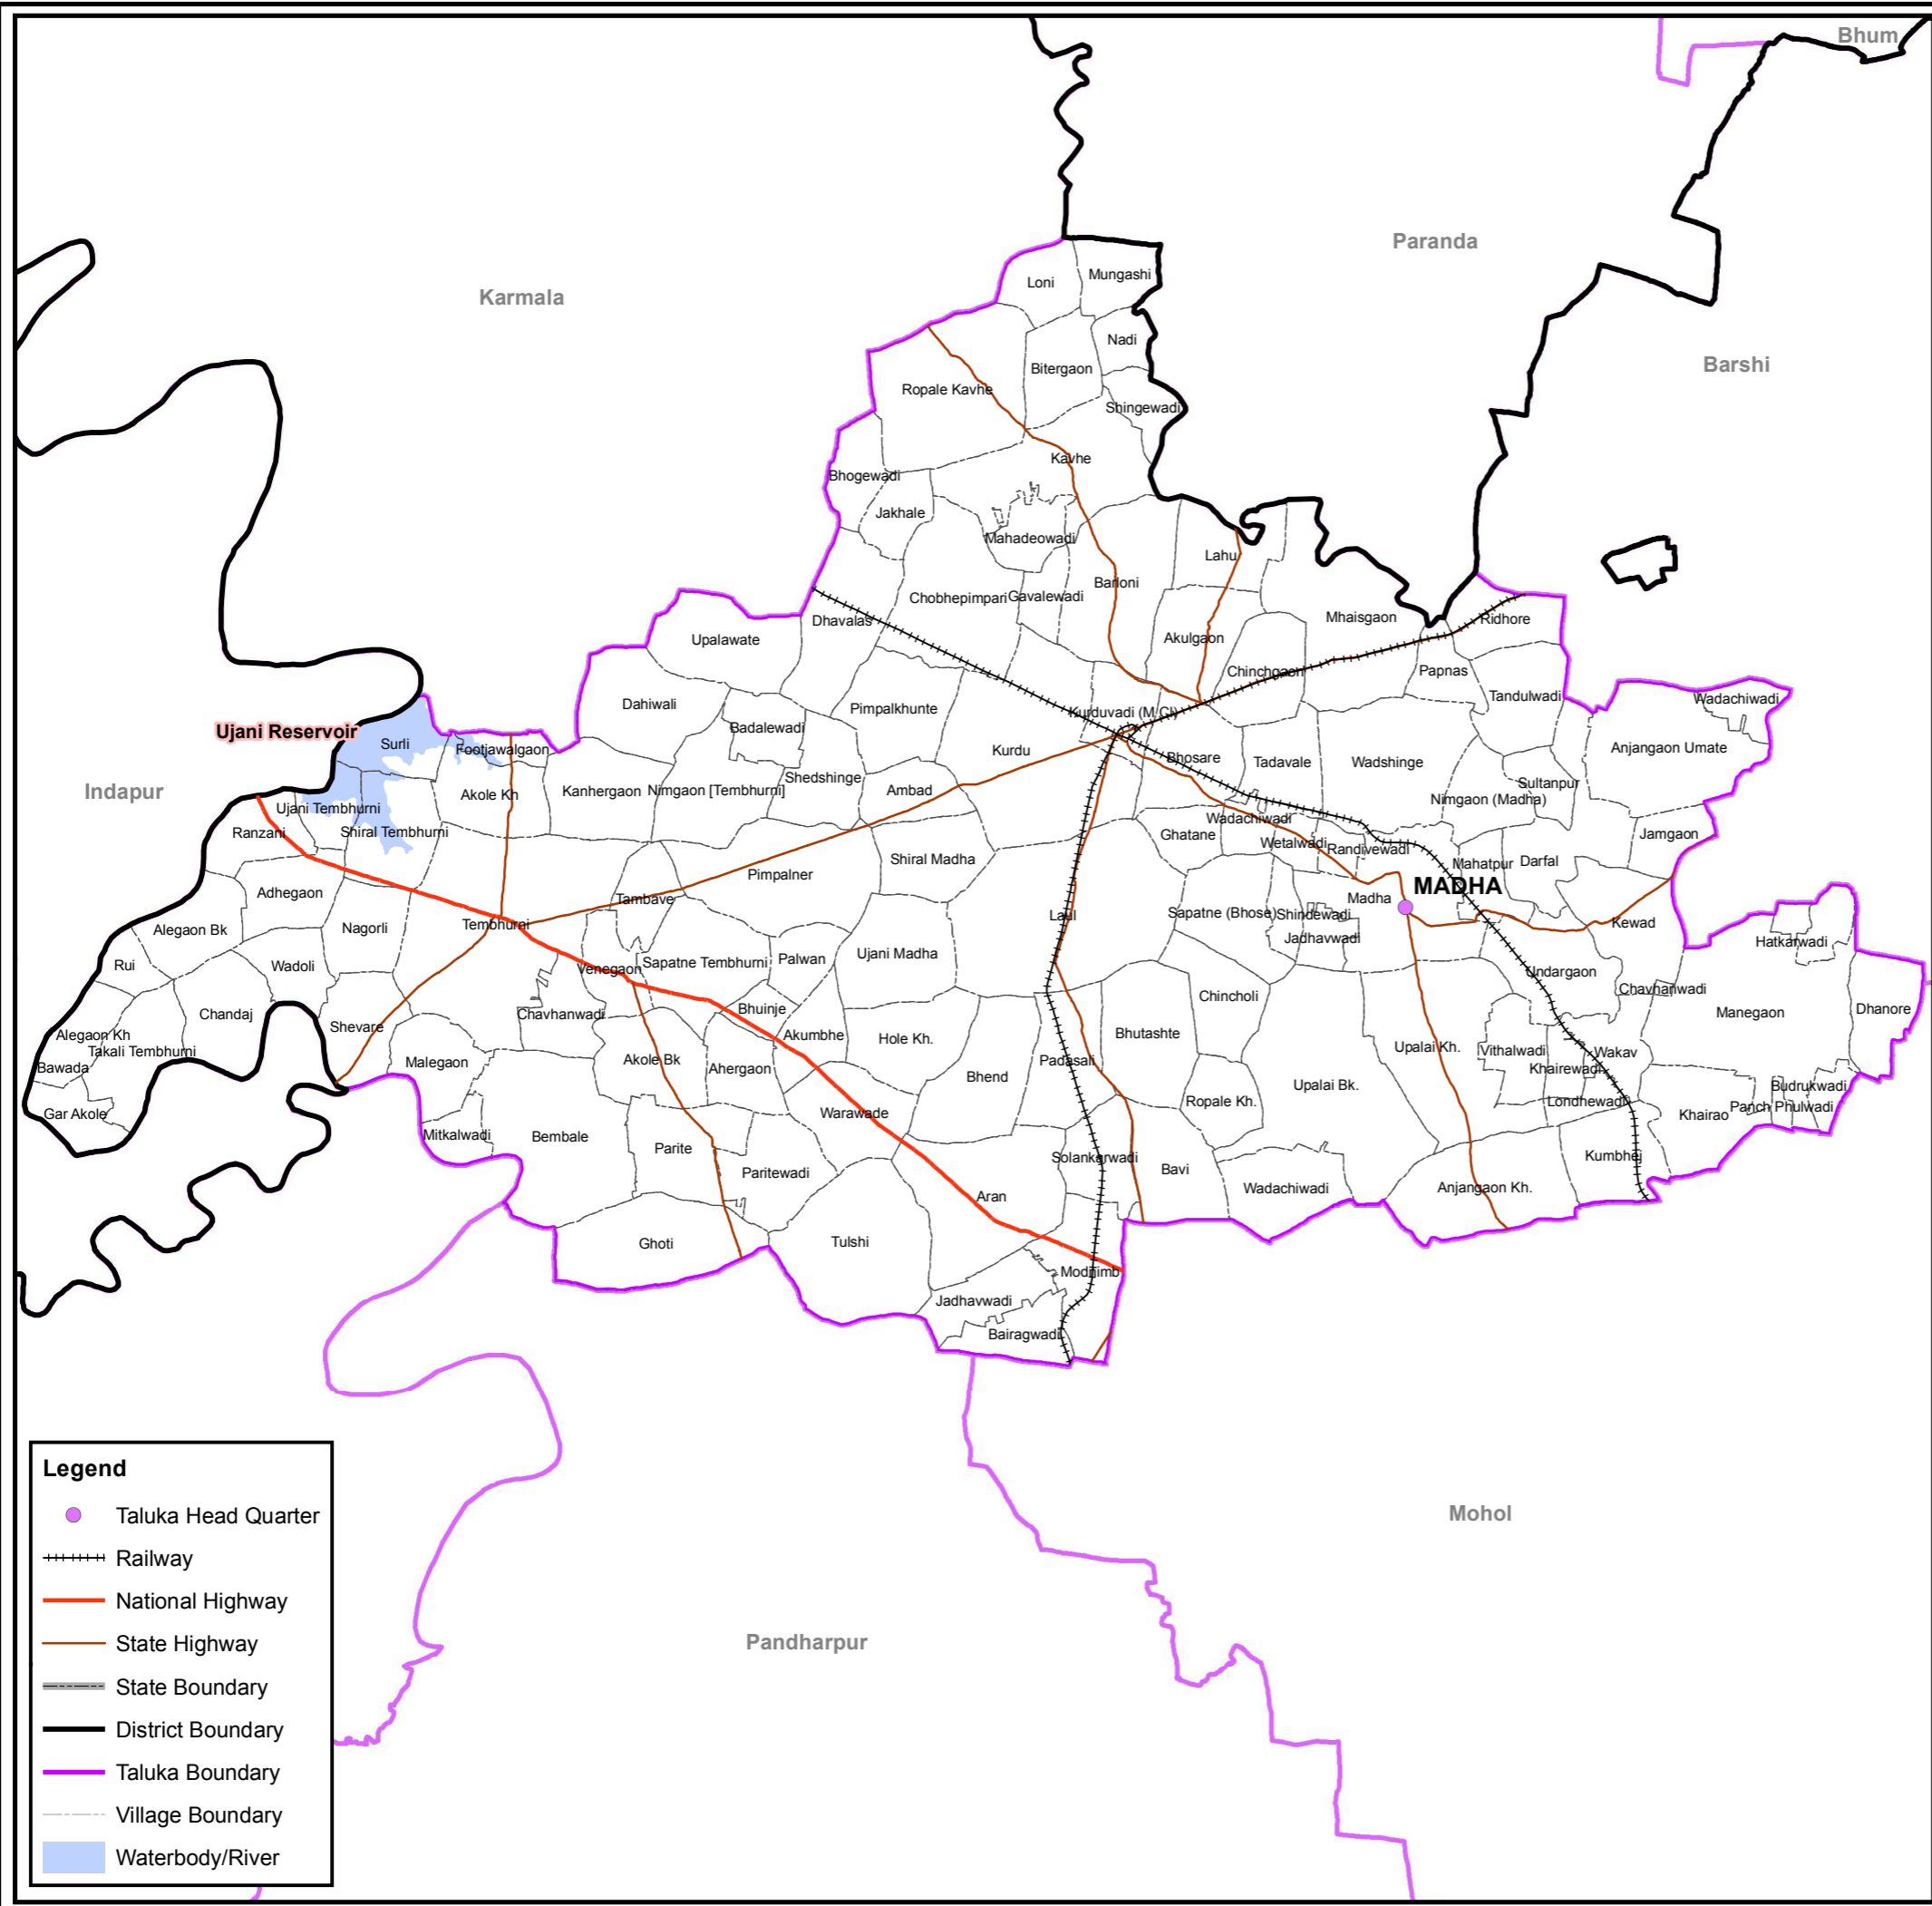 Bhum
Paranda
Karmala
Barshi
Loni
Mungashi
Nadi
Bitergaon
Ropale Kavhe
Shingewadi
Kavhe
Bhogewadi
Jakhale
Mahadeowadi
Lahu
Barloni
Chobhepimpari
Gavalewadi
Dhavalas
Mhaisgaon
Ridhore
Upalawate
Akulgaon
Chinchgaon
Papnas
Tandulwadi
Wadachiwadi
Dahiwali
Pimpalkhunte
Kurduvadi (M Cl)
Badalewadi
Ujani Reservoir
Surli
Footjawalgaon
Kurdu
Anjangaon Umate
Bhosare
Tadavale
Wadshinge
Indapur
Akole Kh
Kanhergaon
Nimgaon [Tembhurni]
Shedshinge
Ambad
Sultanpur
Nimgaon (Madha)
Ujani Tembhurni
Ranzani
Shiral Tembhurni
Wadachiwadi
Ghatane
Wetalwadi
Randivewadi
Jamgaon
Shiral Madha
Mahatpur
Darfal
Pimpalner
Adhegaon
MADHA
Tambave
Madha
Alegaon Bk
Nagorli
Tembhurni
Laul
Sapatne (Bhose)
Shindewadi
Kewad
Jadhavwadi
Hatkarwadi
Rui
Wadoli
Venegaon
Sapatne Tembhurni
Palwan
Ujani Madha
Undargaon
Chavhanwadi
Chandaj
Shevare
Chavhanwadi
Bhuinje
Chincholi
Manegaon
Dhanore
Alegaon Kh
Takali Tembhurni
Akumbhe
Hole Kh.
Bhutashte
Bawada
Malegaon
Akole Bk
Ahergaon
Padasali
Upalai Kh.
Vithalwadi
Wakav
Khairewadi
Bhend
Upalai Bk.
Budrukwadi
Gar Akole
Warawade
Ropale Kh.
Londhewadi
Khairao
Panch Phulwadi
Mitkalwadi
Bembale
Parite
Paritewadi
Solankarwadi
Bavi
Kumbhej
Aran
Wadachiwadi
Anjangaon Kh.
Ghoti
Tulshi
Modnimb
Jadhavwadi
Bairagwadi
Legend
Taluka Head Quarter
Railway
National Highway
State Highway
State Boundary
District Boundary
Taluka Boundary
Village Boundary
Waterbody/River
Mohol
Pandharpur